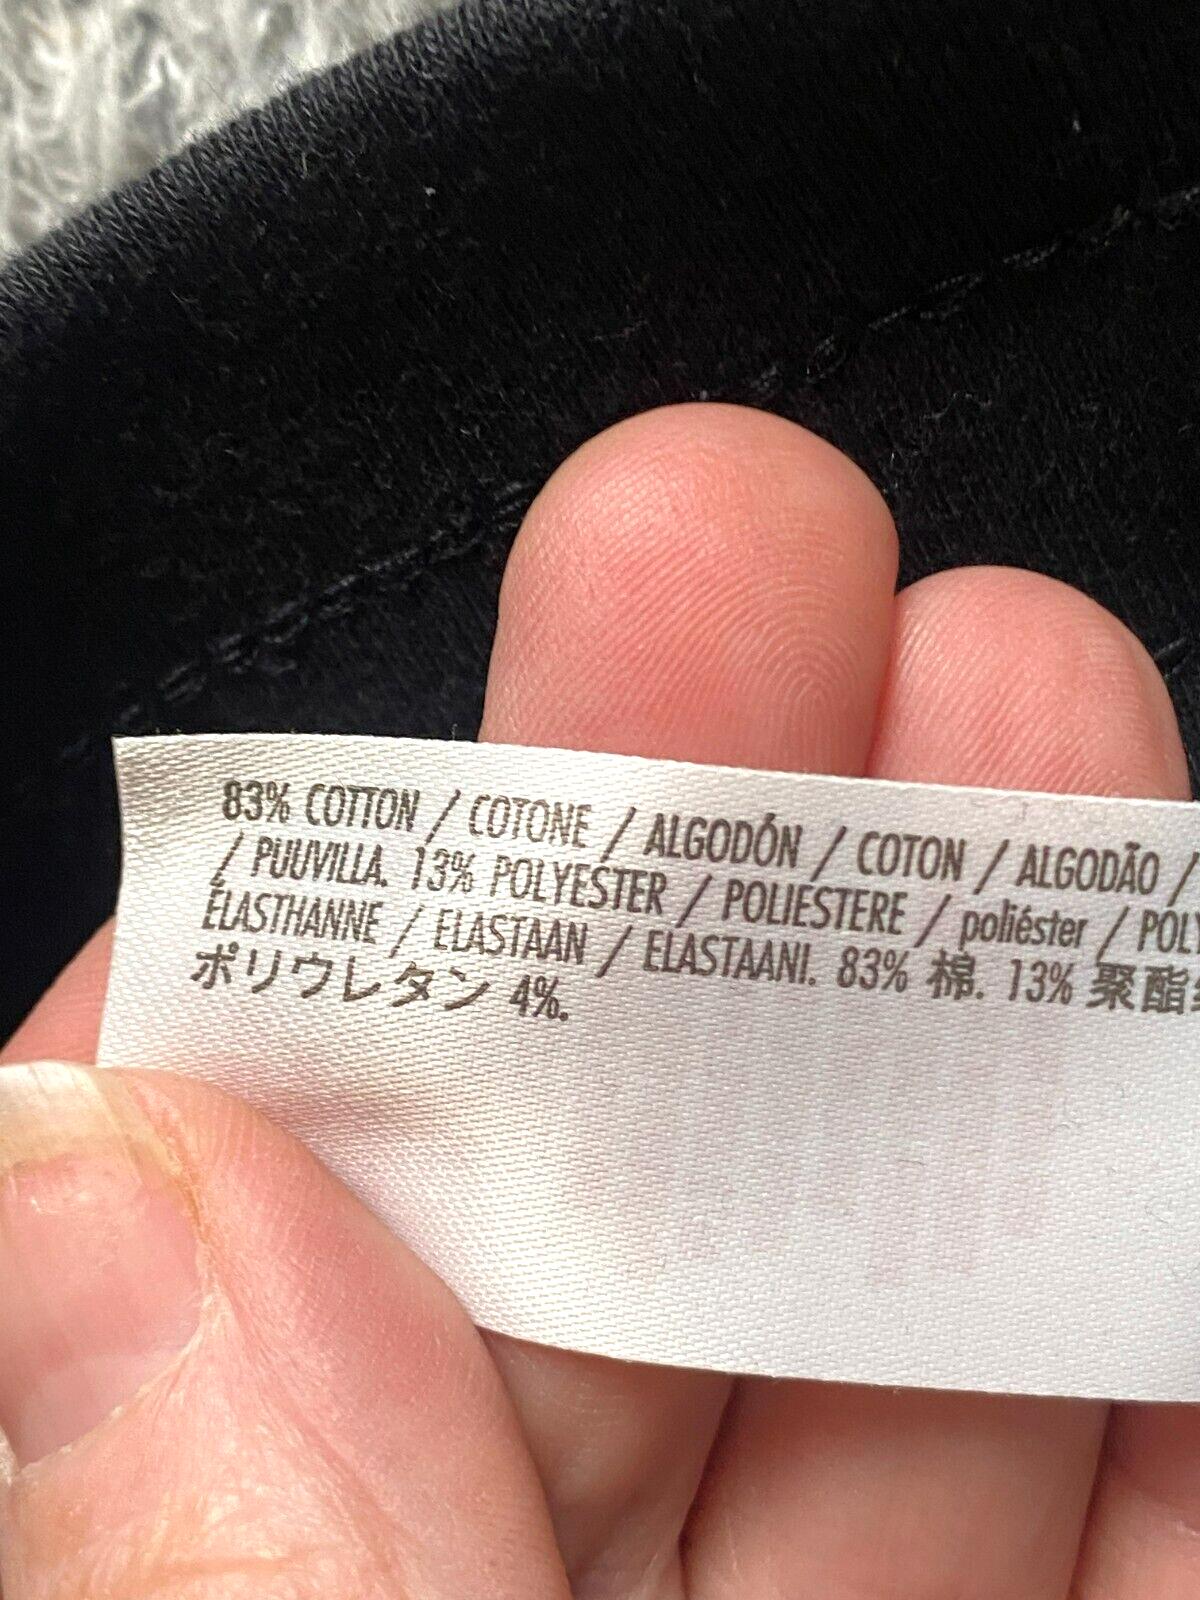 83% COTTON / COTONE / ALGODÓN / COTON / ALGODÃO /
/ PUUVILLA. 13% POLYESTER / POLIESTERE / poliéster /
ÉLASTHANNE / ELASTAAN / ELASTAANI. 83% 棉. 13% 聚酯
ポリウレタン 4%.